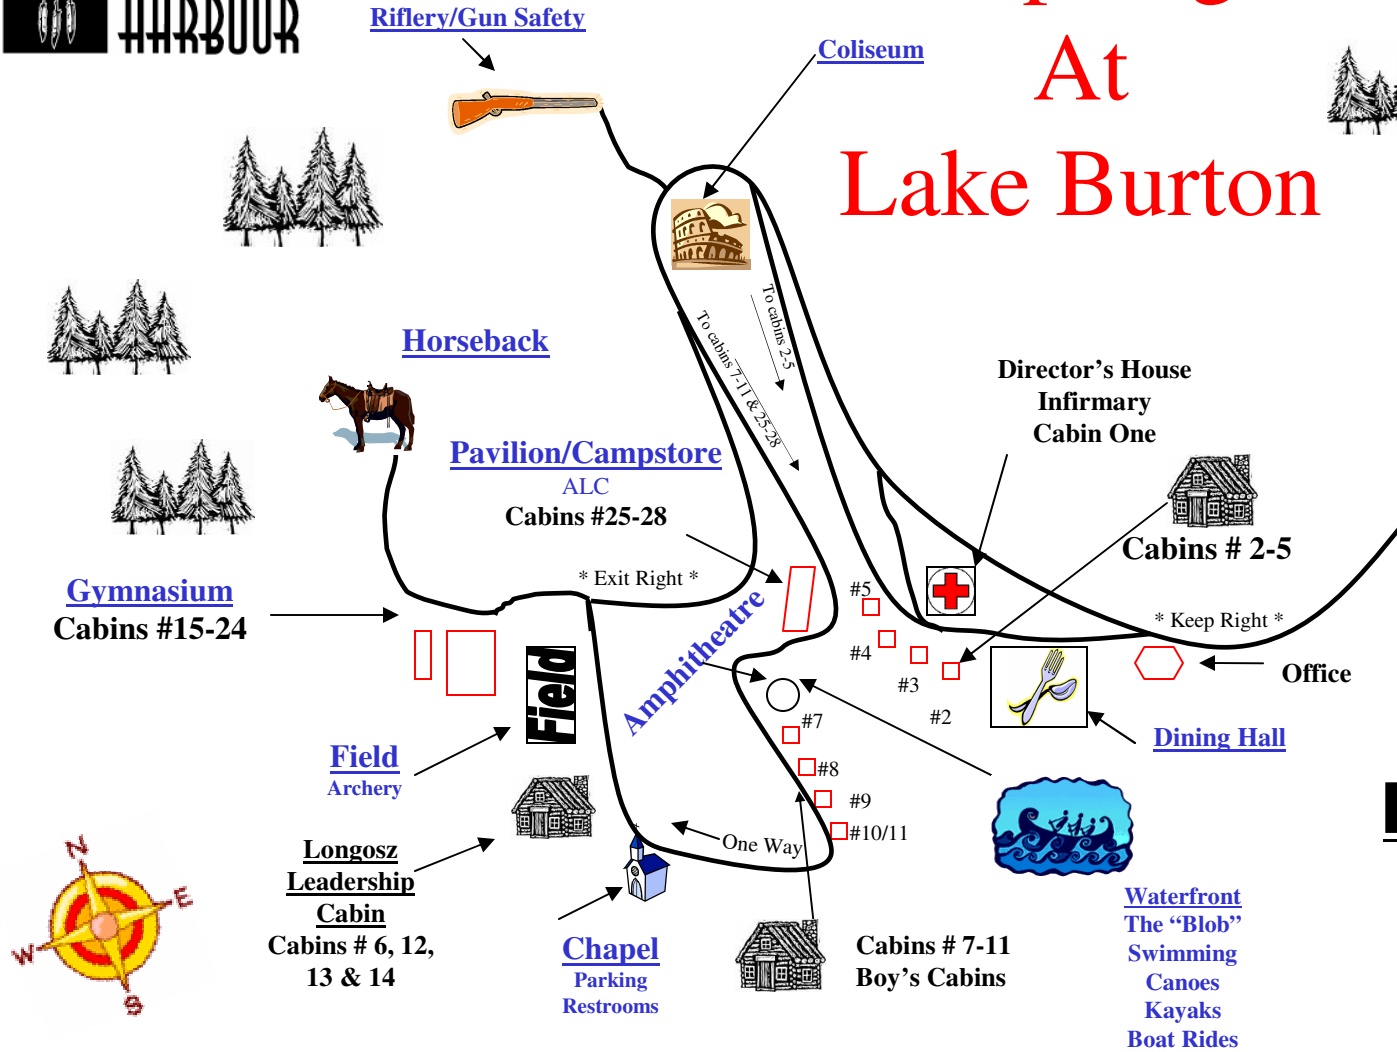 HARBOUR
Riflery/Gun Safety
Coliseum
At
Lake Burton
To cabins 2-5
To cabins 7-11 & 25-28
Horseback
Director's House
Infirmary
Cabin One
Pavilion/Campstore
ALC
Cabins #25-28
Cabins # 2-5
* Exit Right *
Gymnasium
Cabins #15-24
#5
#4
#3
#2
* Keep Right *
Office
Amphitheatre
Field
#7
#8
#9
#10/11
Dining Hall
Field
Archery
One Way
Longosz
Leadership
Cabin
Cabins # 6, 12,
13 & 14
N
E
W
S
Chapel
Parking
Restrooms
Cabins # 7-11
Boy's Cabins
Waterfront
The “Blob”
Swimming
Canoes
Kayaks
Boat Rides